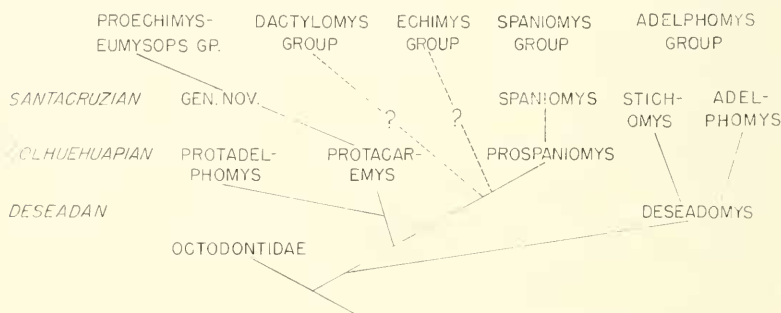 PROECHIMYS- DACTYLOMYS ECHIMYS SPANIOMYS ADELPHOMYS
EUMYSOPS GP. GROUP GROUP GROUP GROUP
SANTACRUZIAN GEN. NOV. SPANIOMYS STICH- ADEL-
? ? OMYS PHOMYS
COLHUEHUAPIAN PROTADEL- PROTACAR- PROSPANIOMYS
PHOMYS EMYS
DESEADAN DESEADOMYS
OCTODONTIDAE